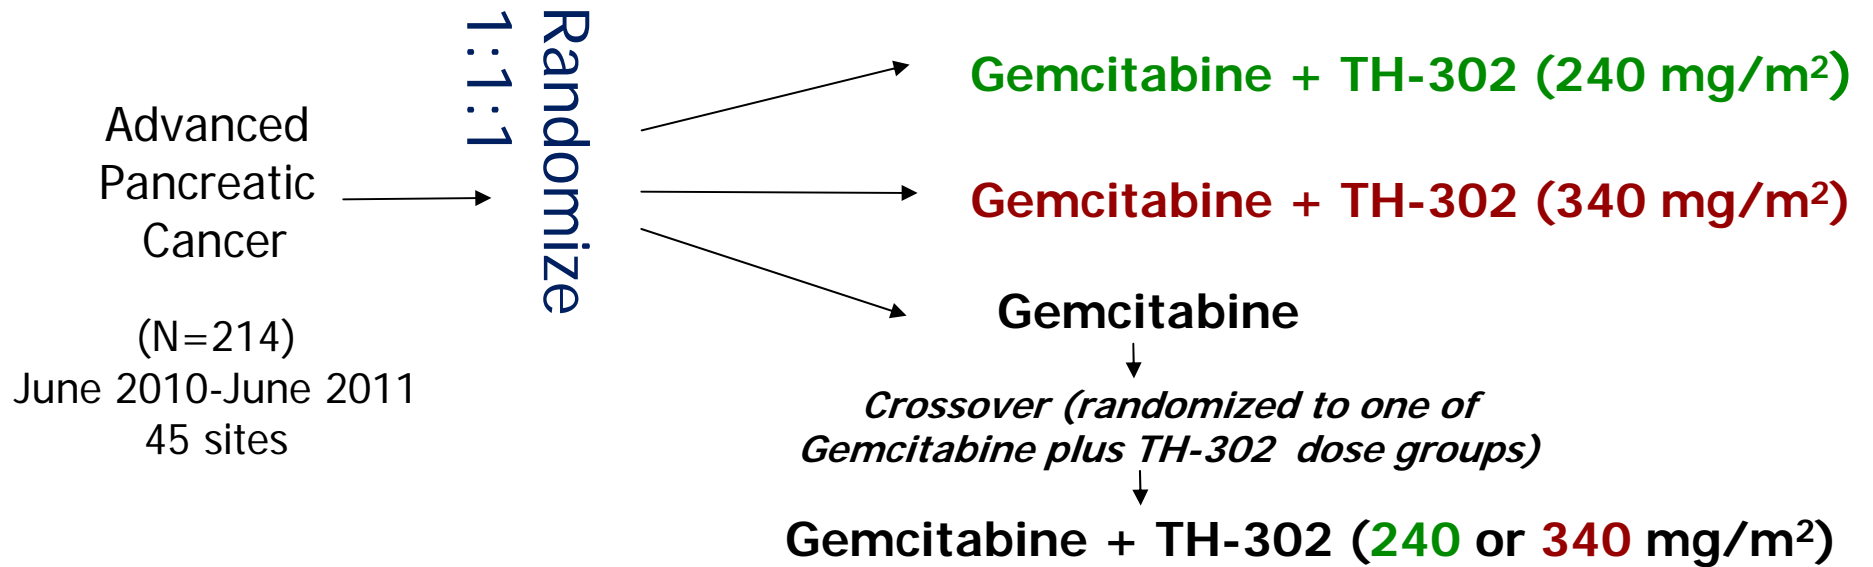 Advanced
Pancreatic
Cancer
(N=214)
June 2010-June 2011
45 sites
Randomize
1:1:1
Gemcitabine + TH-302 (240 mg/m²)
Gemcitabine + TH-302 (340 mg/m²)
Gemcitabine
Crossover (randomized to one of
Gemcitabine plus TH-302 dose groups)
Gemcitabine + TH-302 (240 or 340 mg/m²)